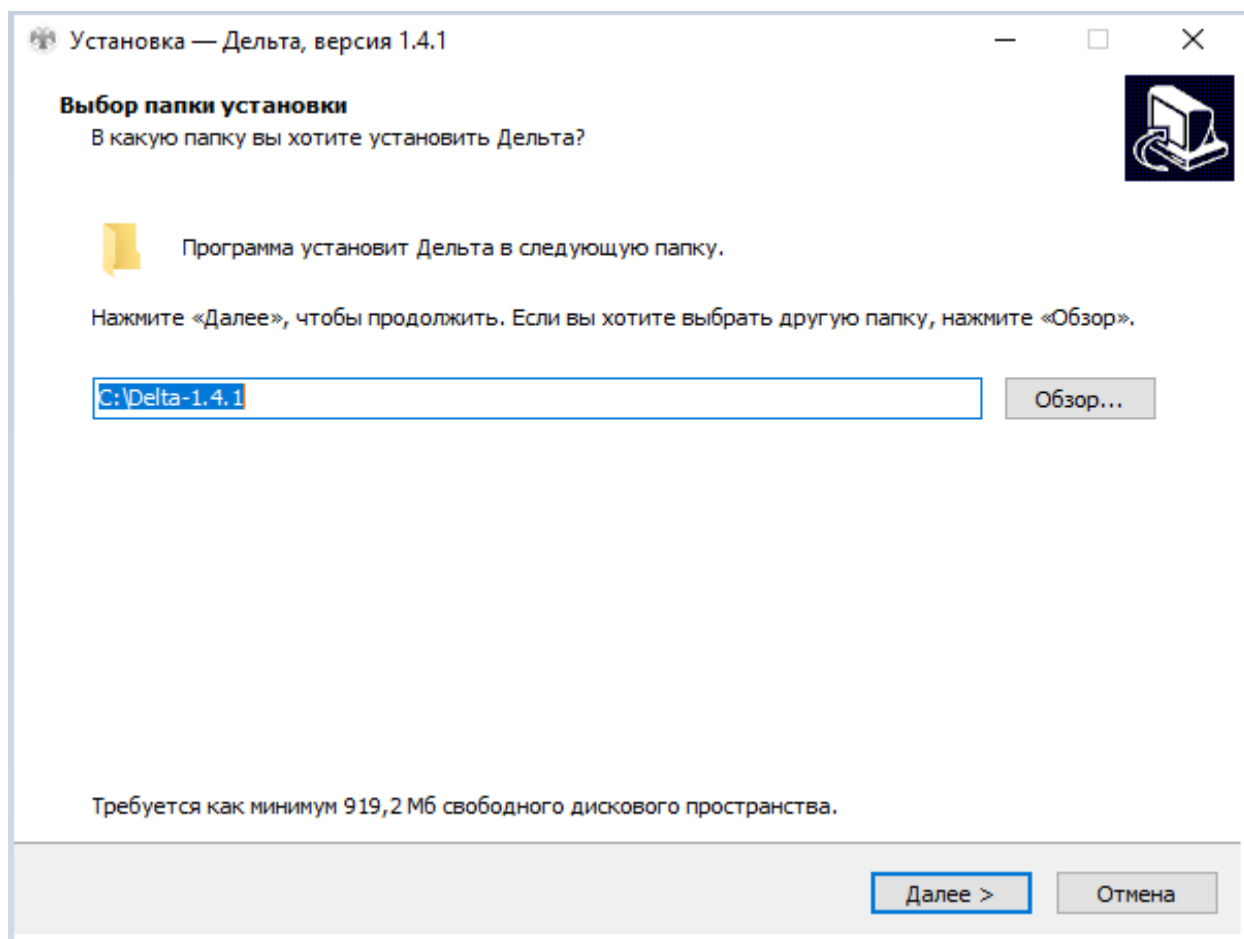 Установка — Дельта, версия 1.4.1
Выбор папки установки
В какую папку вы хотите установить Дельта?
Программа установит Дельта в следующую папку.
Нажмите «Далее», чтобы продолжить. Если вы хотите выбрать другую папку, нажмите «Обзор».
C:\Delta-1.4.1
Обзор...
Требуется как минимум 919,2 Мб свободного дискового пространства.
Далее >
Отмена